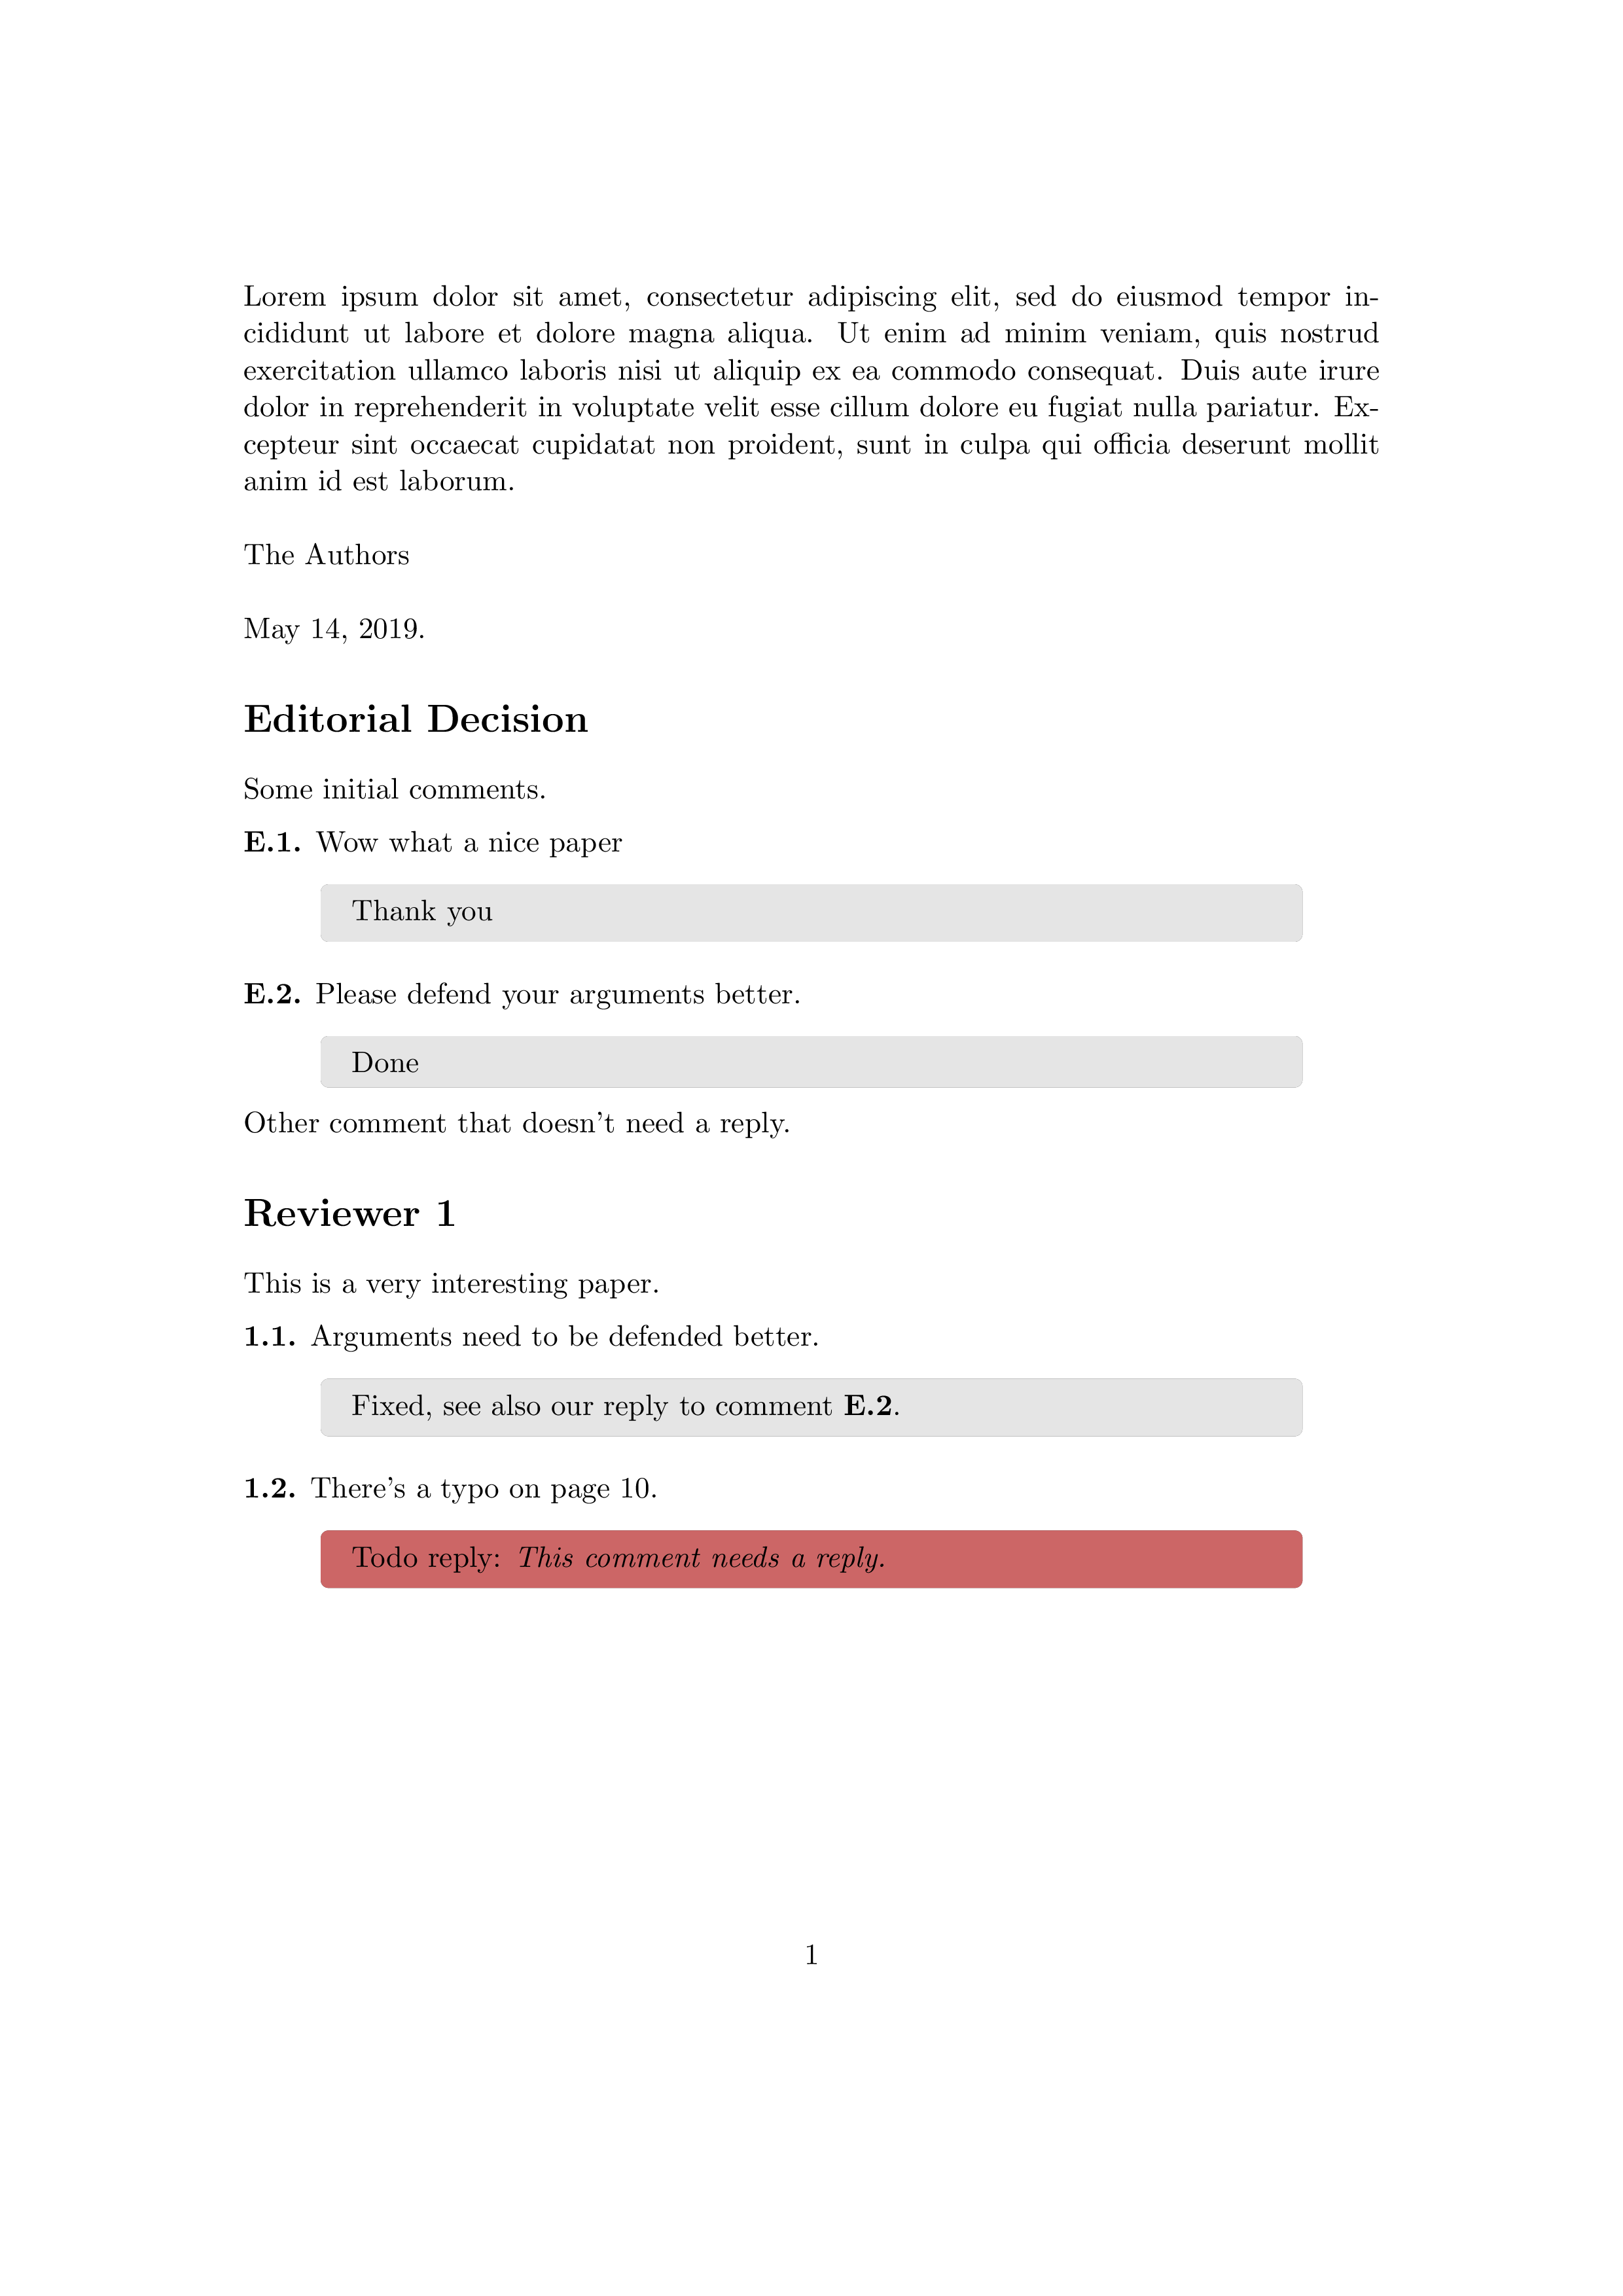 Lorem ipsum dolor sit amet, consectetur adipiscing elit, sed do eiusmod tempor in-
cididunt ut labore et dolore magna aliqua. Ut enim ad minim veniam, quis nostrud
exercitation ullamco laboris nisi ut aliquip ex ea commodo consequat. Duis aute irure
dolor in reprehenderit in voluptate velit esse cillum dolore eu fugiat nulla pariatur. Ex-
cepteur sint occaecat cupidatat non proident, sunt in culpa qui officia deserunt mollit
anim id est laborum.
The Authors
May 14, 2019.
Editorial Decision
Some initial comments.
E.1. Wow what a nice paper
Thank you
E.2. Please defend your arguments better.
Done
Other comment that doesn't need a reply.
Reviewer 1
This is a very interesting paper.
1.1. Arguments need to be defended better.
Fixed, see also our reply to comment E.2.
1.2. There's a typo on page 10.
Todo reply: This comment needs a reply.
1